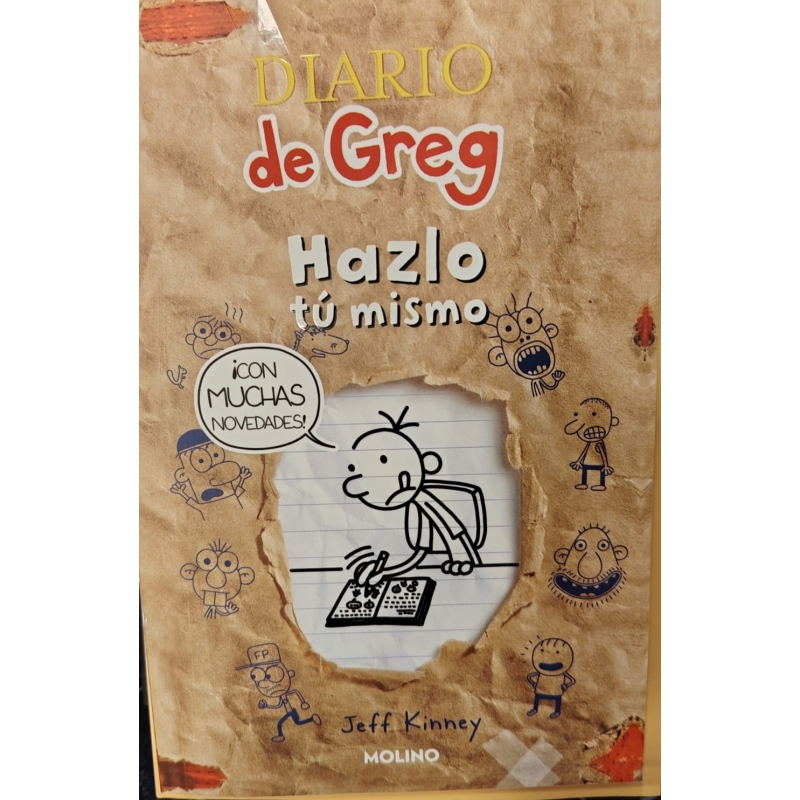 DIARIO
de Greg
Hazlo
tú mismo
¡CON
MUCHAS
NOVEDADES!
FP
Jeff Kinney
MOLINO